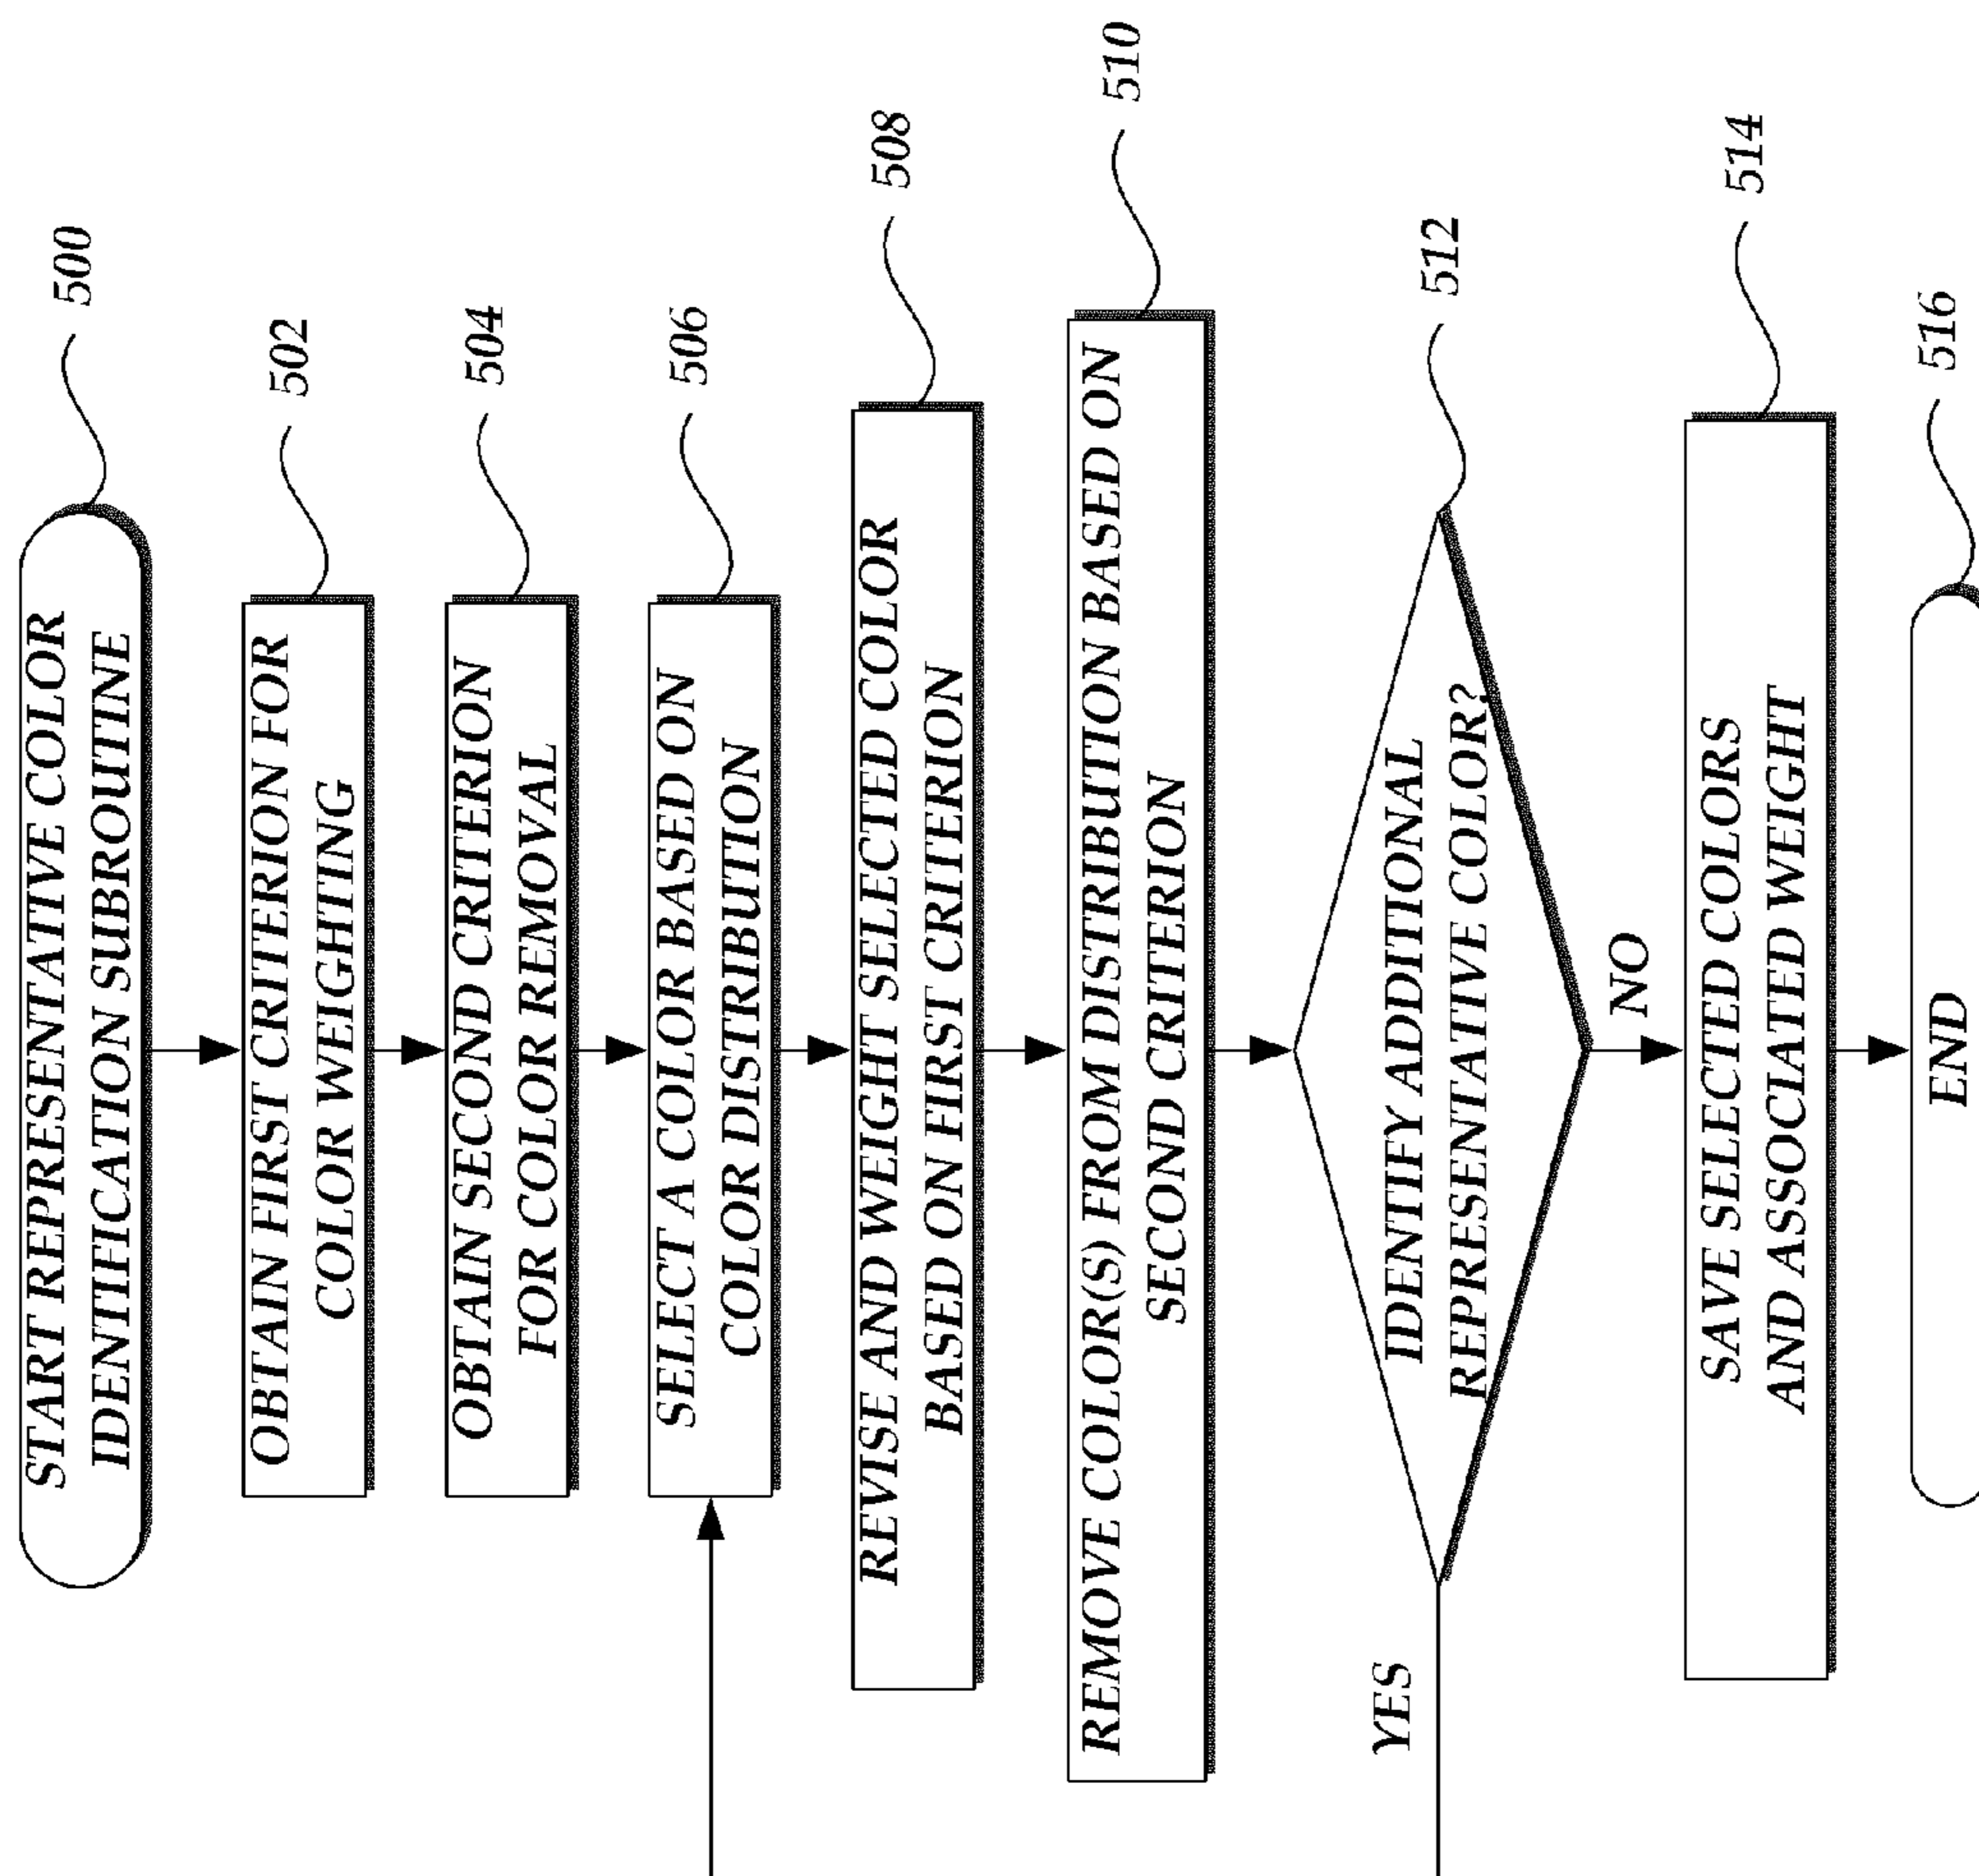 START REPRESENTATIVE COLOR
IDENTIFICATION SUBROUTINE
500
OBTAIN FIRST CRITERION FOR
COLOR WEIGHTING
502
OBTAIN SECOND CRITERION
FOR COLOR REMOVAL
504
SELECT A COLOR BASED ON
COLOR DISTRIBUTION
506
REVISE AND WEIGHT SELECTED COLOR
BASED ON FIRST CRITERION
508
REMOVE COLOR(S) FROM DISTRIBUTION BASED ON
SECOND CRITERION
510
IDENTIFY ADDITIONAL
REPRESENTATIVE COLOR?
512
YES
NO
SAVE SELECTED COLORS
AND ASSOCIATED WEIGHT
514
END
516